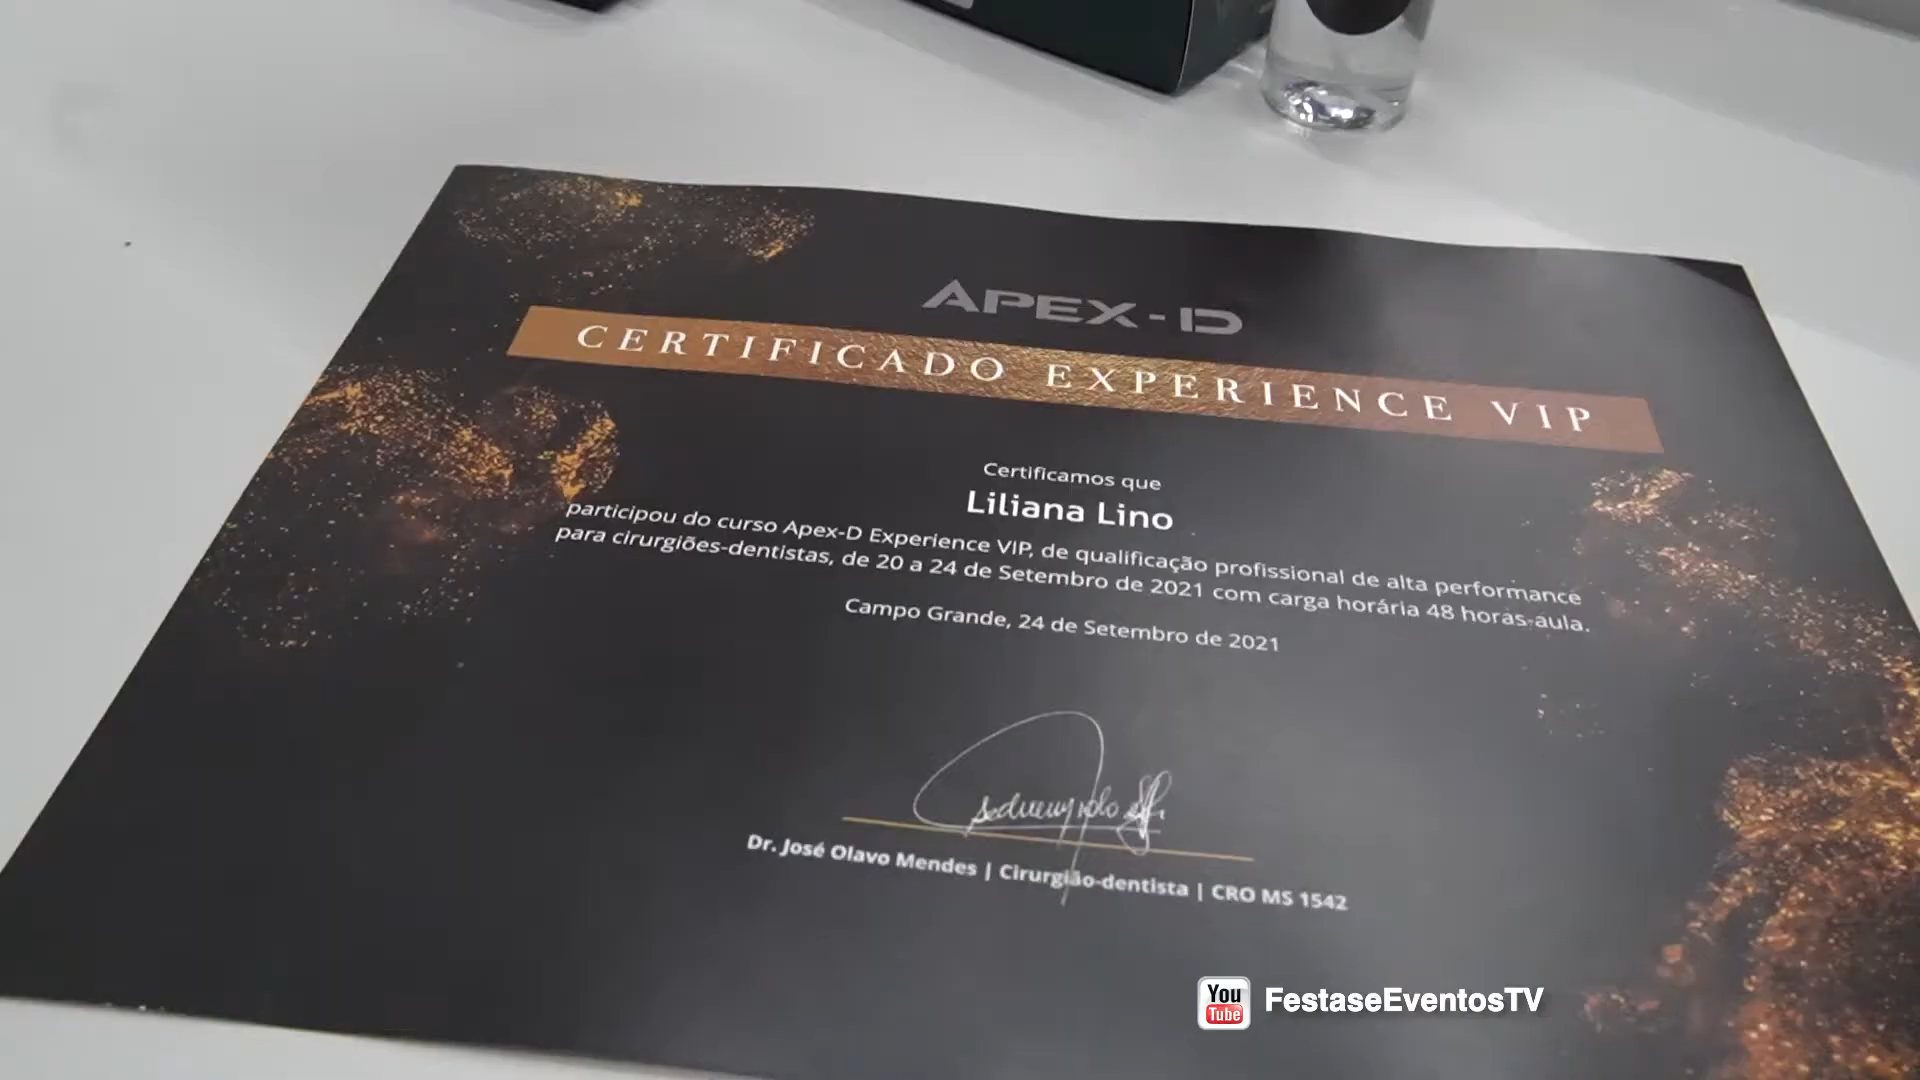 APEX-D
CERTIFICADO EXPERIENCE VIP
Certificamos que
Liliana Lino
participou do curso Apex-D Experience VIP, de qualificação profissional de alta performance
para cirurgiões-dentistas, de 20 a 24 de Setembro de 2021 com carga horária 48 horas-aula.
Campo Grande, 24 de Setembro de 2021
Dr. José Olavo Mendes | Cirurgião-dentista | CRO MS 1542
You
Tube
FestaseEventosTV